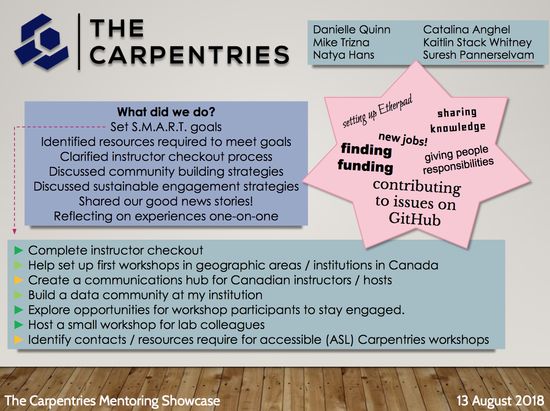 THE
CARPENTRIES
Danielle Quinn
Mike Trizna
Natya Hans
Catalina Anghel
Kaitlin Stack Whitney
Suresh Pannerselvam
What did we do?
Set S.M.A.R.T. goals
Identified resources required to meet goals
Clarified instructor checkout process
Discussed community building strategies
Discussed sustainable engagement strategies
Shared our good news stories!
Reflecting on experiences one-on-one
setting up Etherpad
sharing
knowledge
new jobs!
finding
funding
giving people
responsibilities
contributing
to issues on
GitHub
Complete instructor checkout
Help set up first workshops in geographic areas / institutions in Canada
Create a communications hub for Canadian instructors / hosts
Build a data community at my institution
Explore opportunities for workshop participants to stay engaged.
Host a small workshop for lab colleagues
Identify contacts / resources require for accessible (ASL) Carpentries workshops
The Carpentries Mentoring Showcase
13 August 2018